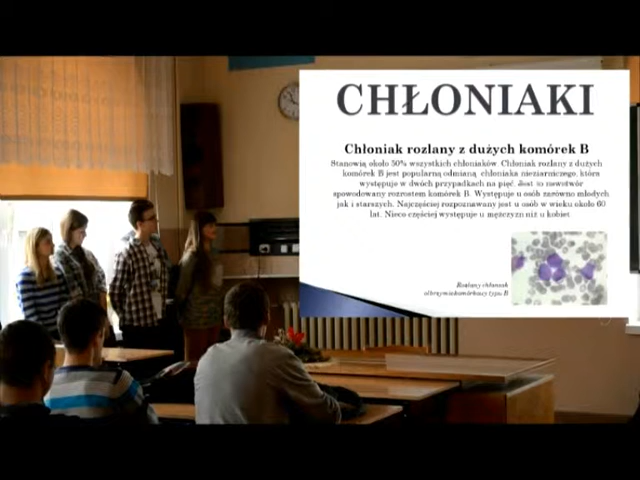 CHŁONIAKI
Chłoniak rozlany z dużych komórek B
Stanowią około 50% wszystkich chłoniaków. Chłoniak rozlany z dużych
komórek B jest popularną odmianą chłoniaka nieziarniczego, która
występuje w dwóch przypadkach na pięć. Jest to nowotwór
spowodowany rozrostem komórek B. Występuje u osób zarówno młodych
jak i starszych. Najczęściej rozpoznawany jest u osób w wieku około 60
lat. Nieco częściej występuje u mężczyzn niż u kobiet.
Rozlany chłoniak
olbrzymiokomórkowy typu B